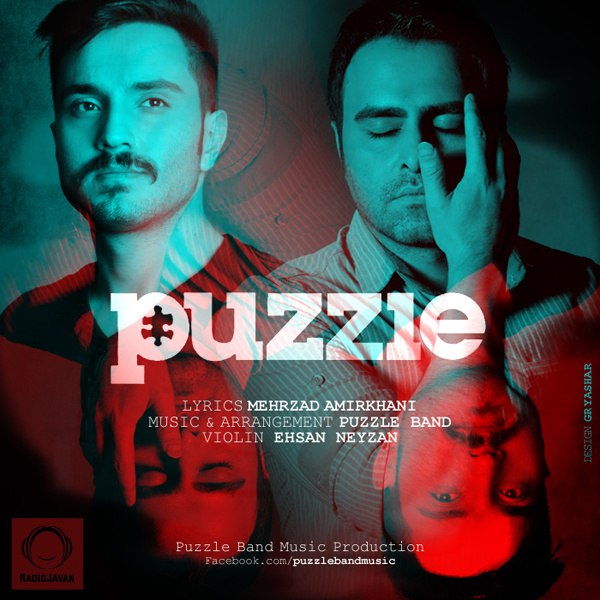 puzzle
LYRICS MEHRZAD AMIRKHANI
MUSIC & ARRANGEMENT PUZZLE BAND
VIOLIN EHSAN NEYZAN
DESIGN GRYASHAR
Puzzle Band Music Production
Facebook.com/puzzlebandmusic
RADIOJAVAN